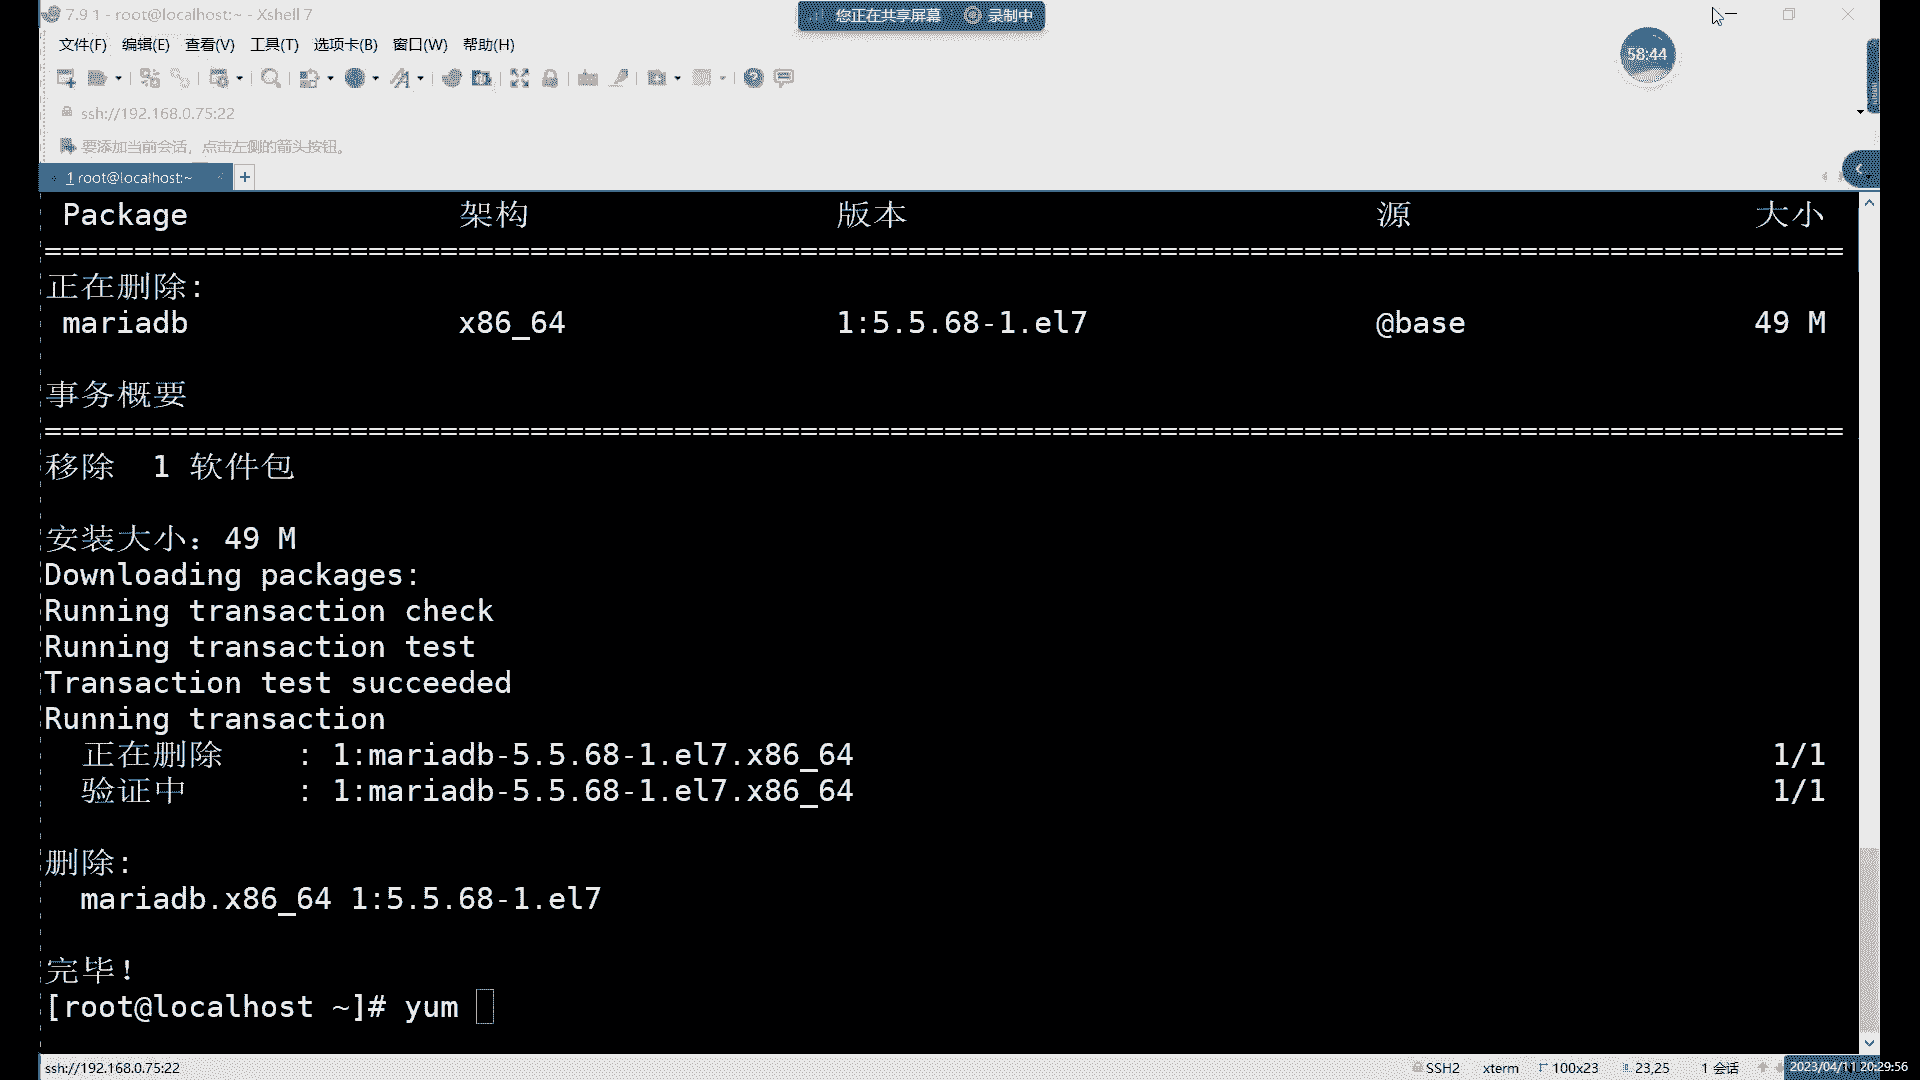 7.9 1 - root@localhost:~ - Xshell 7
您正在共享屏幕 录制中
文件(F) 编辑(E) 查看(V) 工具(T) 选项卡(B) 窗口(W) 帮助(H)
58:44
ssh://192.168.0.75:22
要添加当前会话，点击左侧的箭头按钮。
1 root@localhost:~ +
Package 架构 版本 源 大小
====================================================================================================
正在删除:
mariadb x86_64 1:5.5.68-1.el7 @base 49 M
事务概要
====================================================================================================
移除 1 软件包
安装大小：49 M
Downloading packages:
Running transaction check
Running transaction test
Transaction test succeeded
Running transaction
正在删除 : 1:mariadb-5.5.68-1.el7.x86_64 1/1
验证中 : 1:mariadb-5.5.68-1.el7.x86_64 1/1
删除:
mariadb.x86_64 1:5.5.68-1.el7
完毕！
[root@localhost ~]# yum
ssh://192.168.0.75:22 SSH2 xterm 100x23 23,25 1 会话 2023/04/11 20:29:56